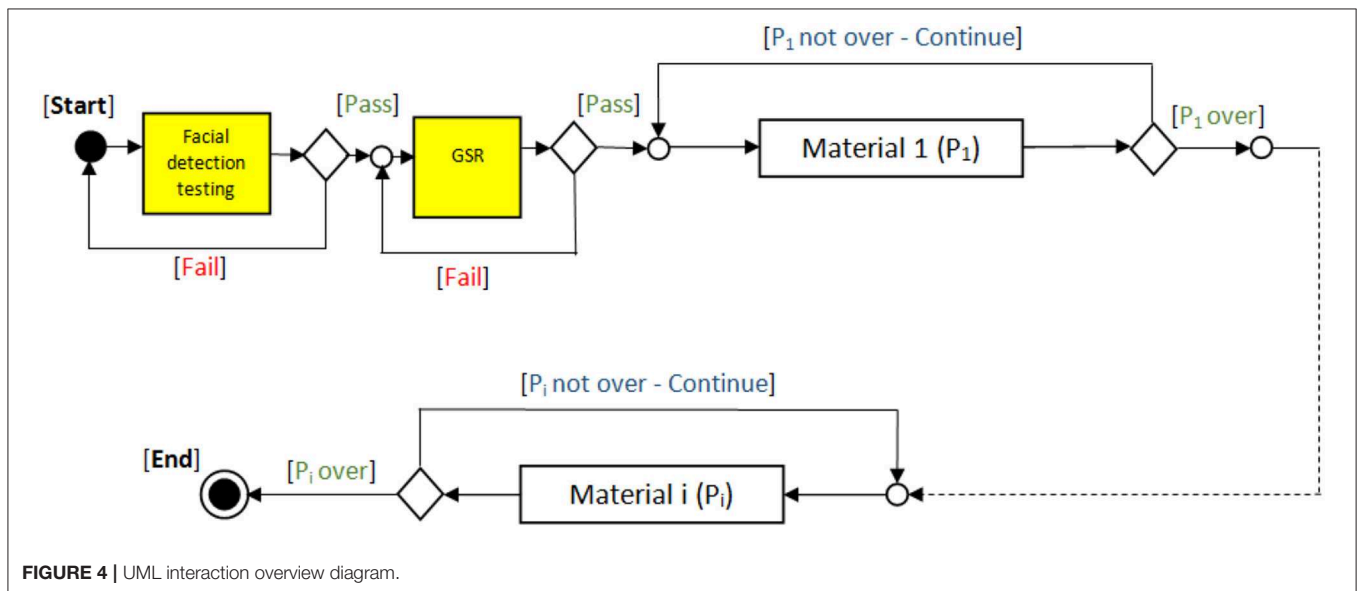 [P₁ not over - Continue]
[Start]
[Pass]
[Pass]
[P₁ over]
Facial
detection
testing
GSR
Material 1 (P₁)
[Fail]
[Fail]
[Pᵢ not over - Continue]
[End]
[Pᵢ over]
Material i (Pᵢ)
FIGURE 4 | UML interaction overview diagram.